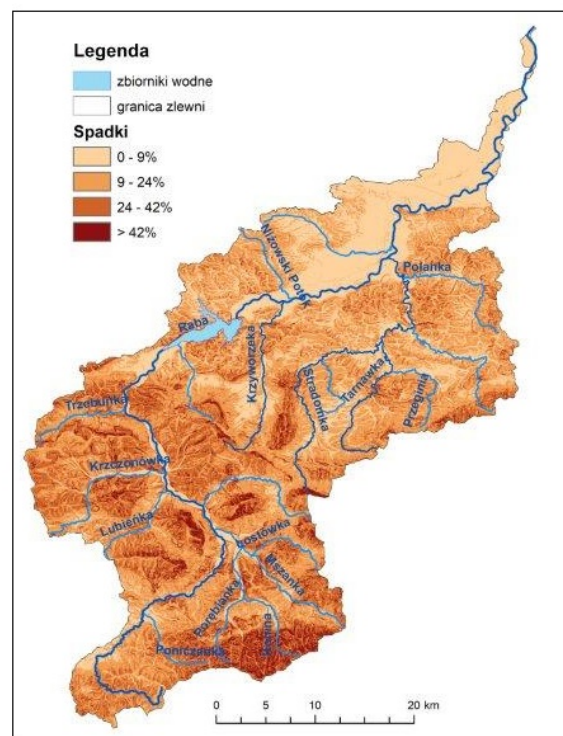 Legenda
zbiorniki wodne
granica zlewni
Spadki
0 - 9%
9 - 24%
24 - 42%
> 42%
Niżowski Potok
Polanka
Raba
Krzyworzeka
Stradomka
Tarnawka
Przeginia
Trzebuńka
Krzczonówka
Lubieńka
Łostówka
Mszanka
Porębianka
Poniczanka
0 5 10 20 km